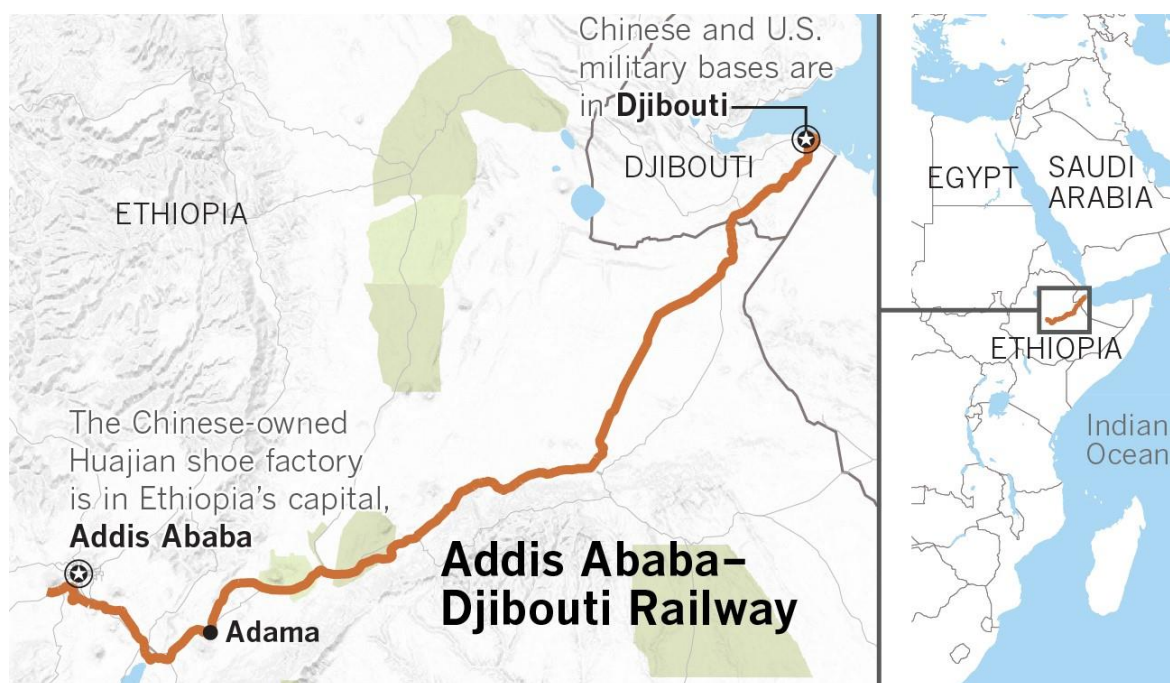 Chinese and U.S.
military bases are
in Djibouti
DJIBOUTI
ETHIOPIA
The Chinese-owned
Huajian shoe factory
is in Ethiopia’s capital,
Addis Ababa
Adama
Addis Ababa–
Djibouti Railway
EGYPT
SAUDI
ARABIA
ETHIOPIA
Indian
Ocean